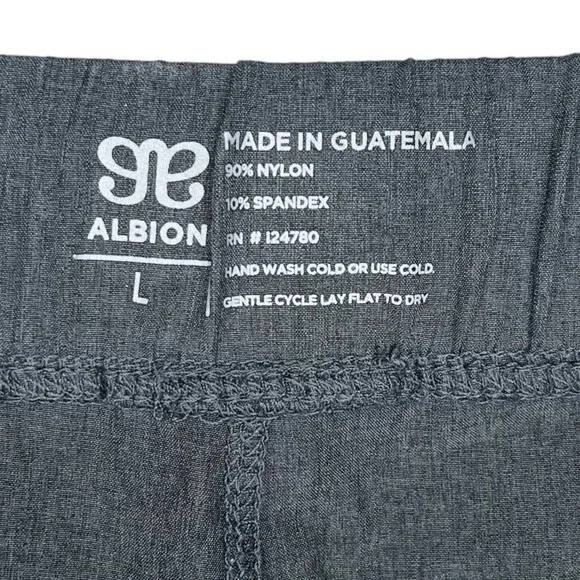 ALBION
L
MADE IN GUATEMALA
90% NYLON
10% SPANDEX
RN # 124780
HAND WASH COLD OR USE COLD.
GENTLE CYCLE LAY FLAT TO DRY